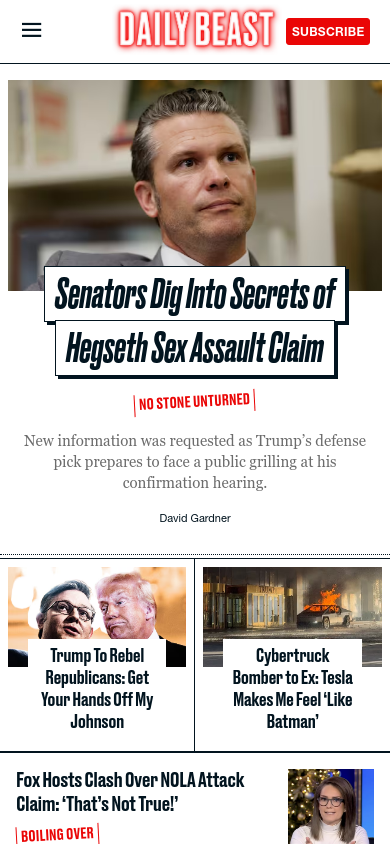 DAILY BEAST
SUBSCRIBE
Senators Dig Into Secrets of
Hegseth Sex Assault Claim
NO STONE UNTURNED
New information was requested as Trump’s defense
pick prepares to face a public grilling at his
confirmation hearing.
David Gardner
Trump To Rebel
Republicans: Get
Your Hands Off My
Johnson
Cybertruck
Bomber to Ex: Tesla
Makes Me Feel ‘Like
Batman’
Fox Hosts Clash Over NOLA Attack
Claim: ‘That’s Not True!’
BOILING OVER